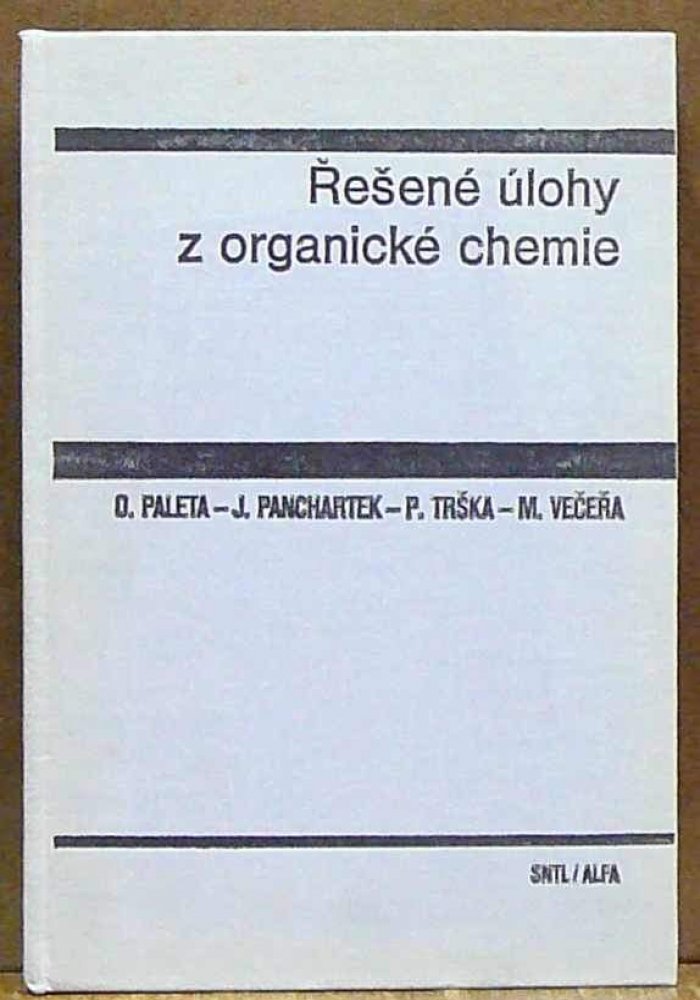 Řešené úlohy
z organické chemie
O. PALETA – J. PANCHARTEK – P. TRŠKA – M. VEČEŘA
SNTL / ALFA